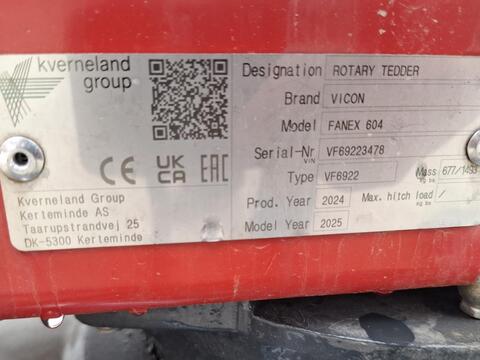 kverneland
group
CE UK CA EAC
Kverneland Group
Kerteminde AS
Taarupstrandvej 25
DK-5300 Kerteminde
Designation ROTARY TEDDER
Brand VICON
Model FANEX 604
Serial-Nr VF69223478
VIN
Type VF6922 Mass 677/1493
kg lbs
Prod. Year 2024 Max. hitch load /
kg lbs
Model Year 2025